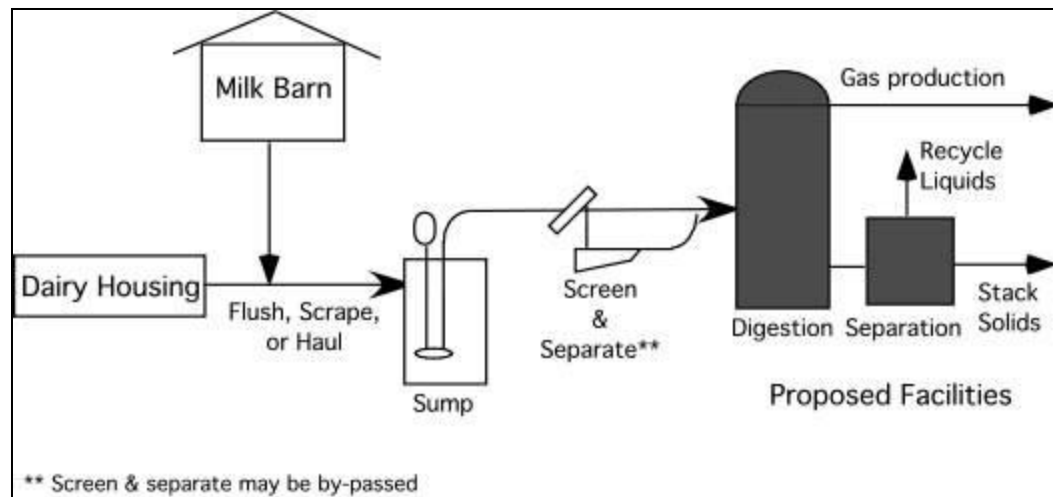 Milk Barn
Gas production
Recycle
Liquids
Dairy Housing
Flush, Scrape,
or Haul
Sump
Screen
&
Separate**
Digestion
Separation
Stack
Solids
Proposed Facilities
** Screen & separate may be by-passed